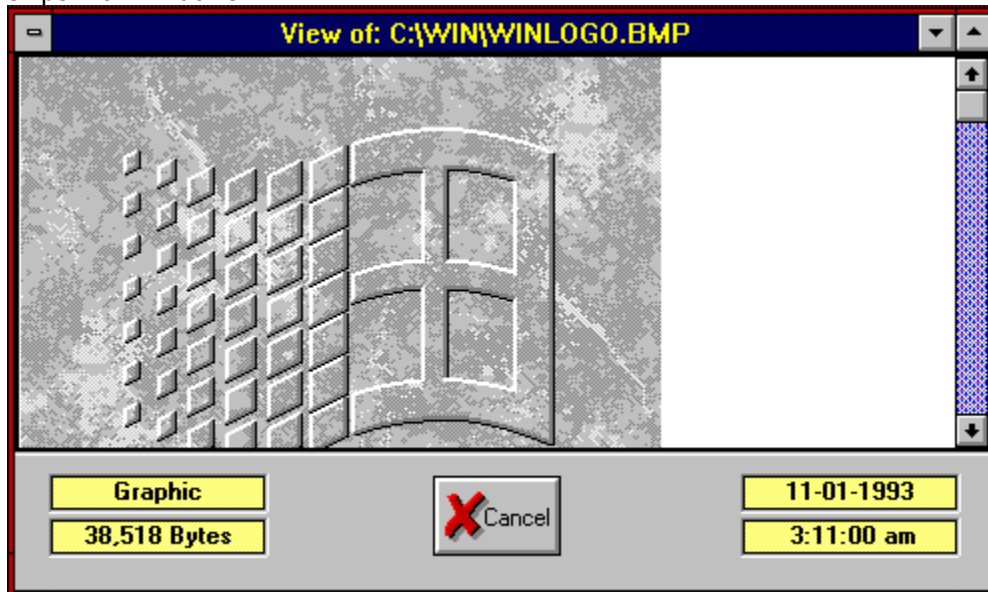 View of: C:\WIN\WINLOGO.BMP
Graphic
38,518 Bytes
Cancel
11-01-1993
3:11:00 am